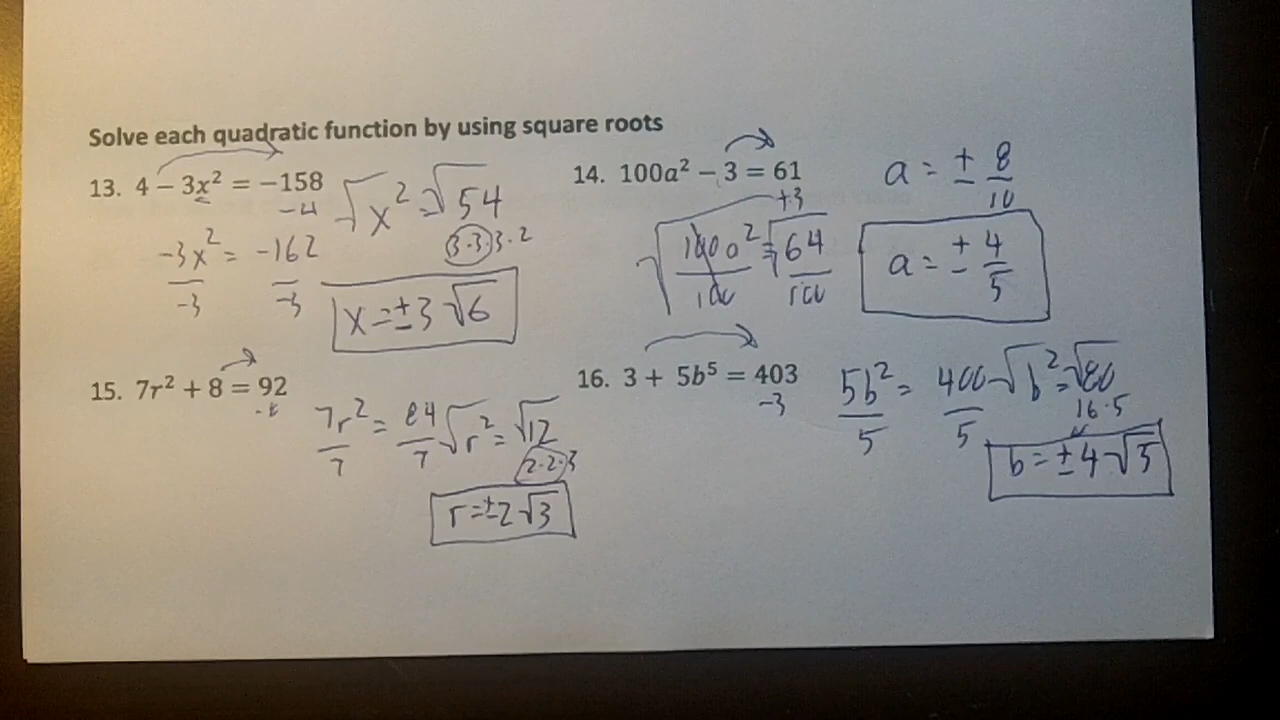 Solve each quadratic function by using square roots
13. 4 − 3x² = −158
−4
−3x² = −162
−3 −3
√x² = √54
3·3·3·2
x = ±3√6
14. 100a² − 3 = 61
+3
√100a²/100 = √64/100
a = ± 8/10
a = ± 4/5
15. 7r² + 8 = 92
−8
7r²/7 = 84/7
√r² = √12
2·2·3
r = ±2√3
16. 3 + 5b⁵ = 403
−3
5b²/5 = 400/5
√b² = √80
16·5
b = ±4√5